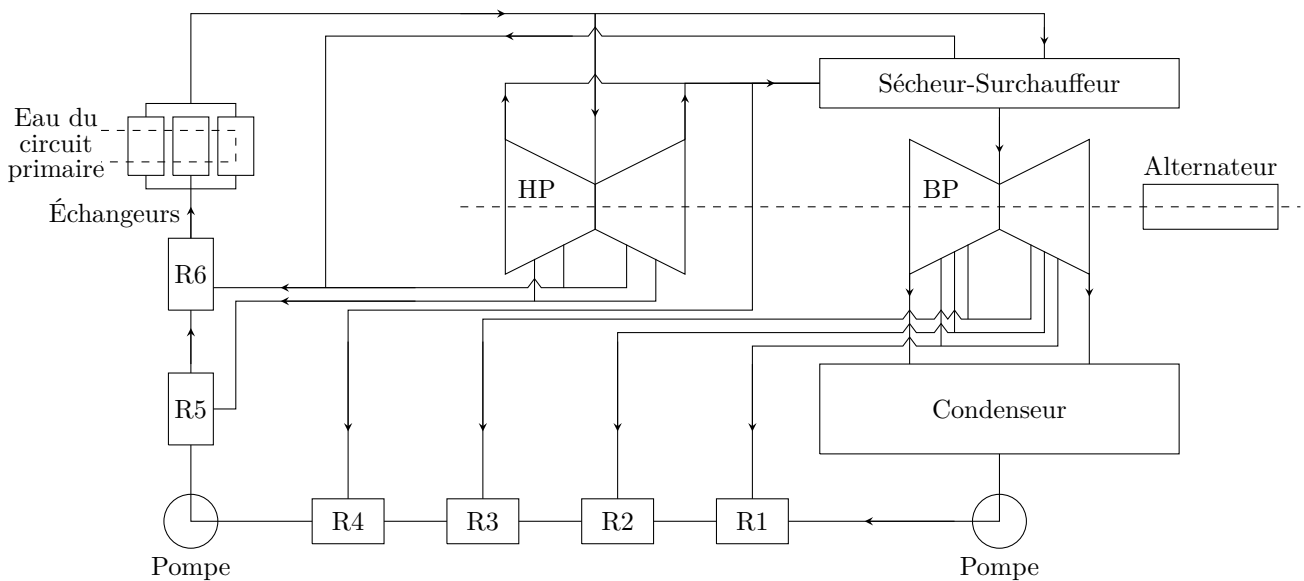 Sécheur-Surchauffeur
Eau du
circuit
primaire
HP
BP
Alternateur
Échangeurs
R6
R5
Condenseur
R4
R3
R2
R1
Pompe
Pompe